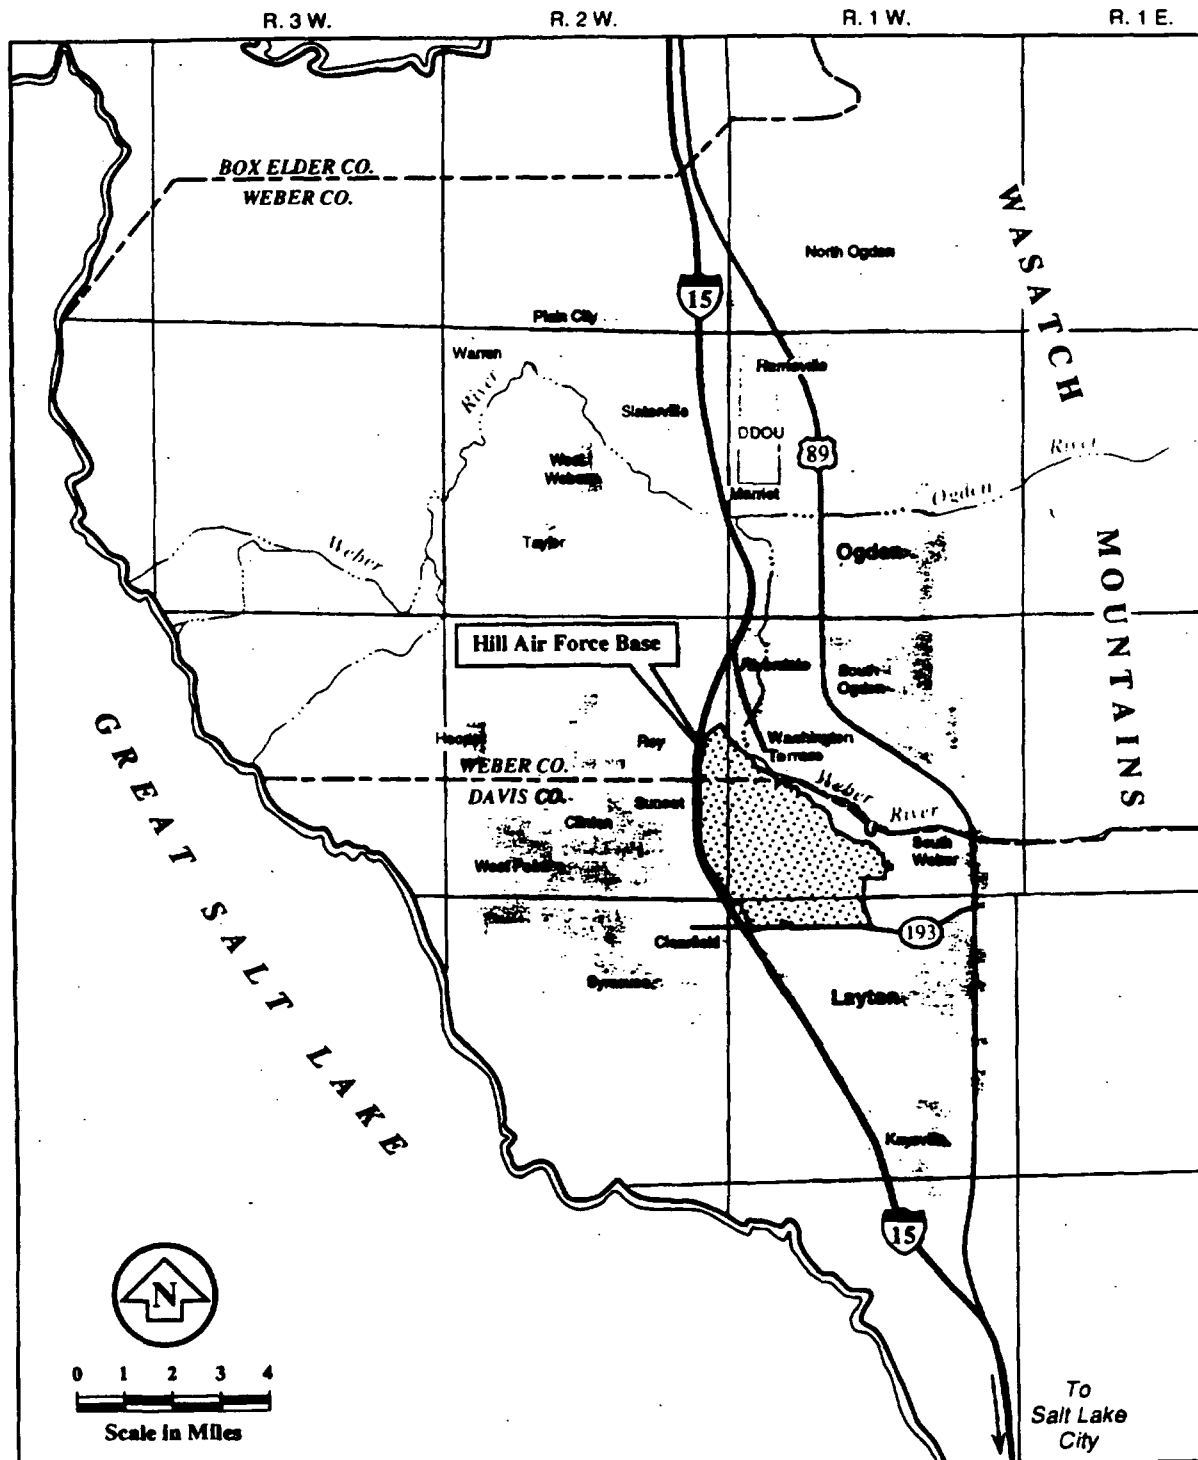 R. 3 W. R. 2 W. R. 1 W. R. 1 E.
BOX ELDER CO.
WEBER CO.
WASATCH
North Ogden
15
Plain City
Warren
River
Harrisville
Slaterville
DDOU
89
River
West
Weber
Ogden
Marriot
Weber
Taylor
Ogden
MOUNTAINS
Hill Air Force Base
Riverdale
South
Ogden
GREAT SALT LAKE
Hooper
Roy
Washington
Terrace
WEBER CO.
DAVIS CO.
Weber
River
Sunset
Clinton
South
Weber
West Point
193
Clearfield
Syracuse
Layton
Kaysville
15
N
0 1 2 3 4
Scale in Miles
To
Salt Lake
City